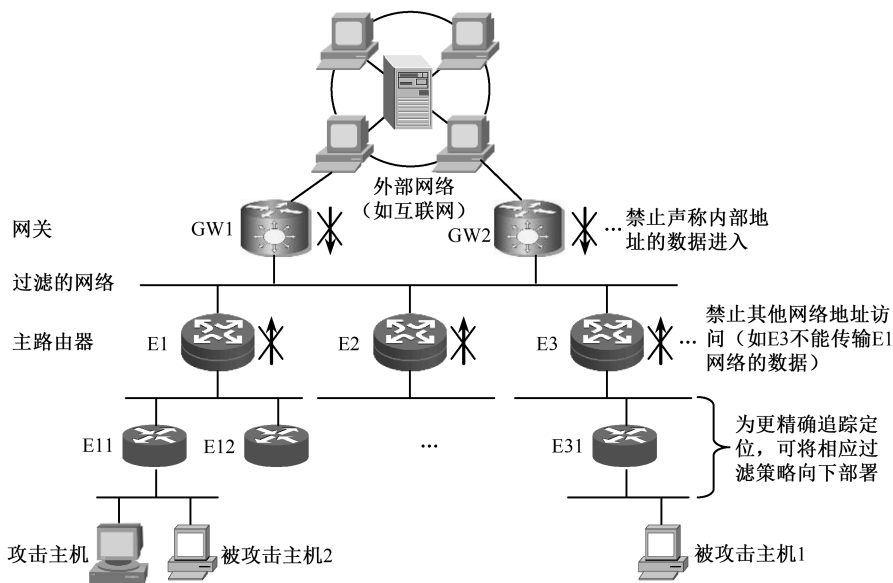 外部网络
(如互联网)
网关
GW1
GW2
…禁止声称内部地
址的数据进入
过滤的网络
主路由器
E1
E2
E3
…
禁止其他网络地址访
问(如E3不能传输E1
网络的数据)
E11
E12
…
E31
为更精确追踪定
位,可将相应过
滤策略向下部署
攻击主机
被攻击主机2
被攻击主机1